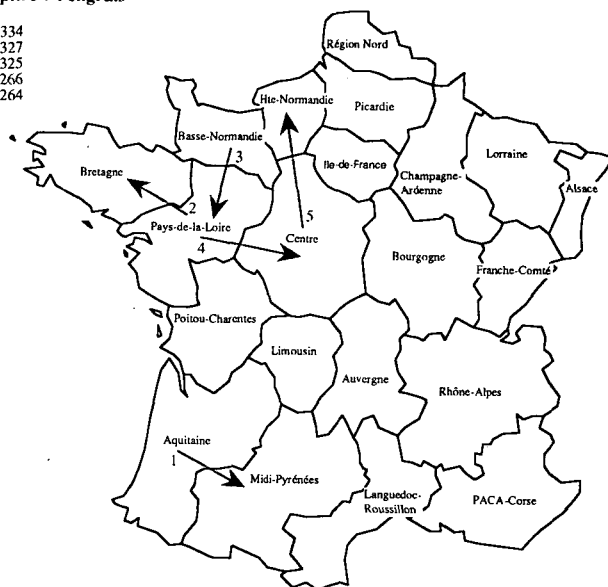 334
327
325
266
264
Région Nord
Hte-Normandie
Picardie
Basse-Normandie
3
Ile-de-France
Lorraine
Champagne-
Ardenne
Alsace
Bretagne
2
5
Pays-de-la-Loire
4
Centre
Bourgogne
Franche-Comté
Poitou-Charentes
Limousin
Auvergne
Rhône-Alpes
Aquitaine
1
Midi-Pyrénées
Languedoc-
Roussillon
PACA-Corse